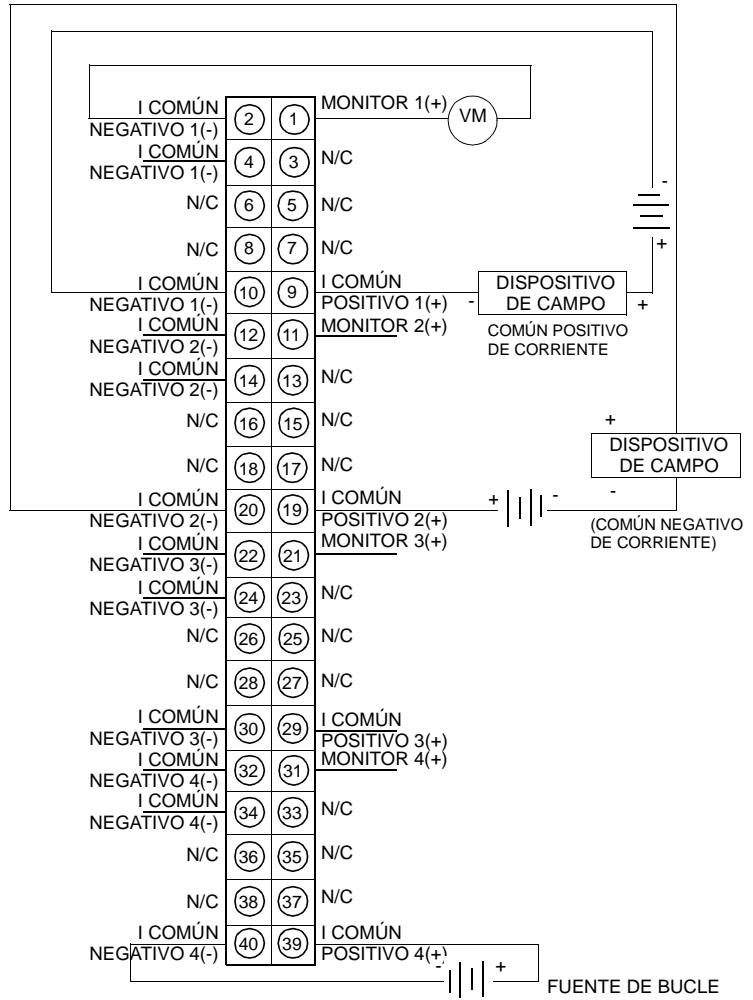 I COMÚN
NEGATIVO 1(-)
2
1
MONITOR 1(+)
VM
I COMÚN
NEGATIVO 1(-)
4
3
N/C
N/C
6
5
N/C
-
N/C
8
7
N/C
+
I COMÚN
NEGATIVO 1(-)
10
9
I COMÚN
POSITIVO 1(+)
-
DISPOSITIVO
DE CAMPO
+
COMÚN POSITIVO
DE CORRIENTE
I COMÚN
NEGATIVO 2(-)
12
11
MONITOR 2(+)
I COMÚN
NEGATIVO 2(-)
14
13
N/C
N/C
16
15
N/C
+
DISPOSITIVO
DE CAMPO
-
(COMÚN NEGATIVO
DE CORRIENTE)
N/C
18
17
N/C
I COMÚN
NEGATIVO 2(-)
20
19
I COMÚN
POSITIVO 2(+)
+
-
I COMÚN
NEGATIVO 3(-)
22
21
MONITOR 3(+)
I COMÚN
NEGATIVO 3(-)
24
23
N/C
N/C
26
25
N/C
N/C
28
27
N/C
I COMÚN
NEGATIVO 3(-)
30
29
I COMÚN
POSITIVO 3(+)
I COMÚN
NEGATIVO 4(-)
32
31
MONITOR 4(+)
I COMÚN
NEGATIVO 4(-)
34
33
N/C
N/C
36
35
N/C
N/C
38
37
N/C
I COMÚN
NEGATIVO 4(-)
40
39
I COMÚN
POSITIVO 4(+)
-
+
FUENTE DE BUCLE